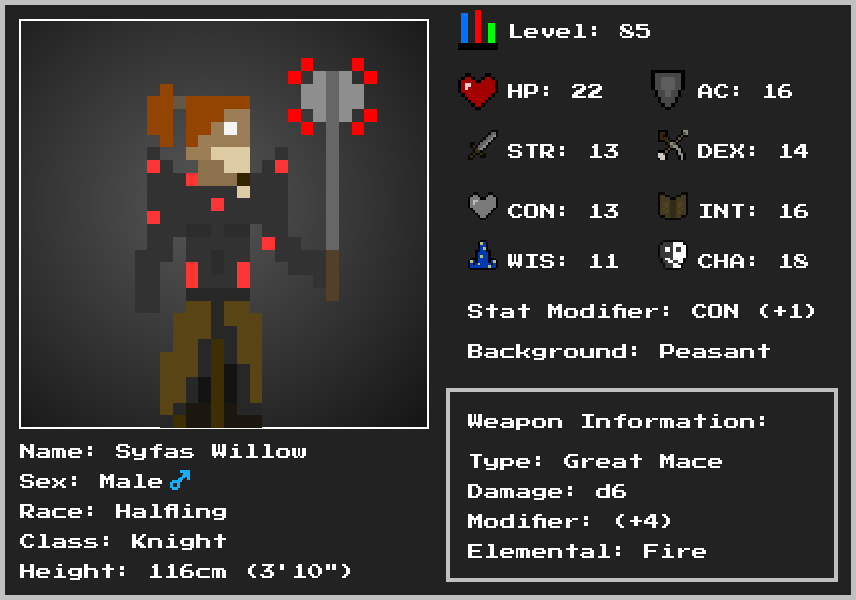 Level: 85
HP: 22
AC: 16
STR: 13
DEX: 14
CON: 13
INT: 16
WIS: 11
CHA: 18
Stat Modifier: CON (+1)
Background: Peasant
Weapon Information:
Type: Great Mace
Damage: d6
Modifier: (+4)
Elemental: Fire
Name: Syfas Willow
Sex: Male ♂
Race: Halfling
Class: Knight
Height: 116cm (3'10")